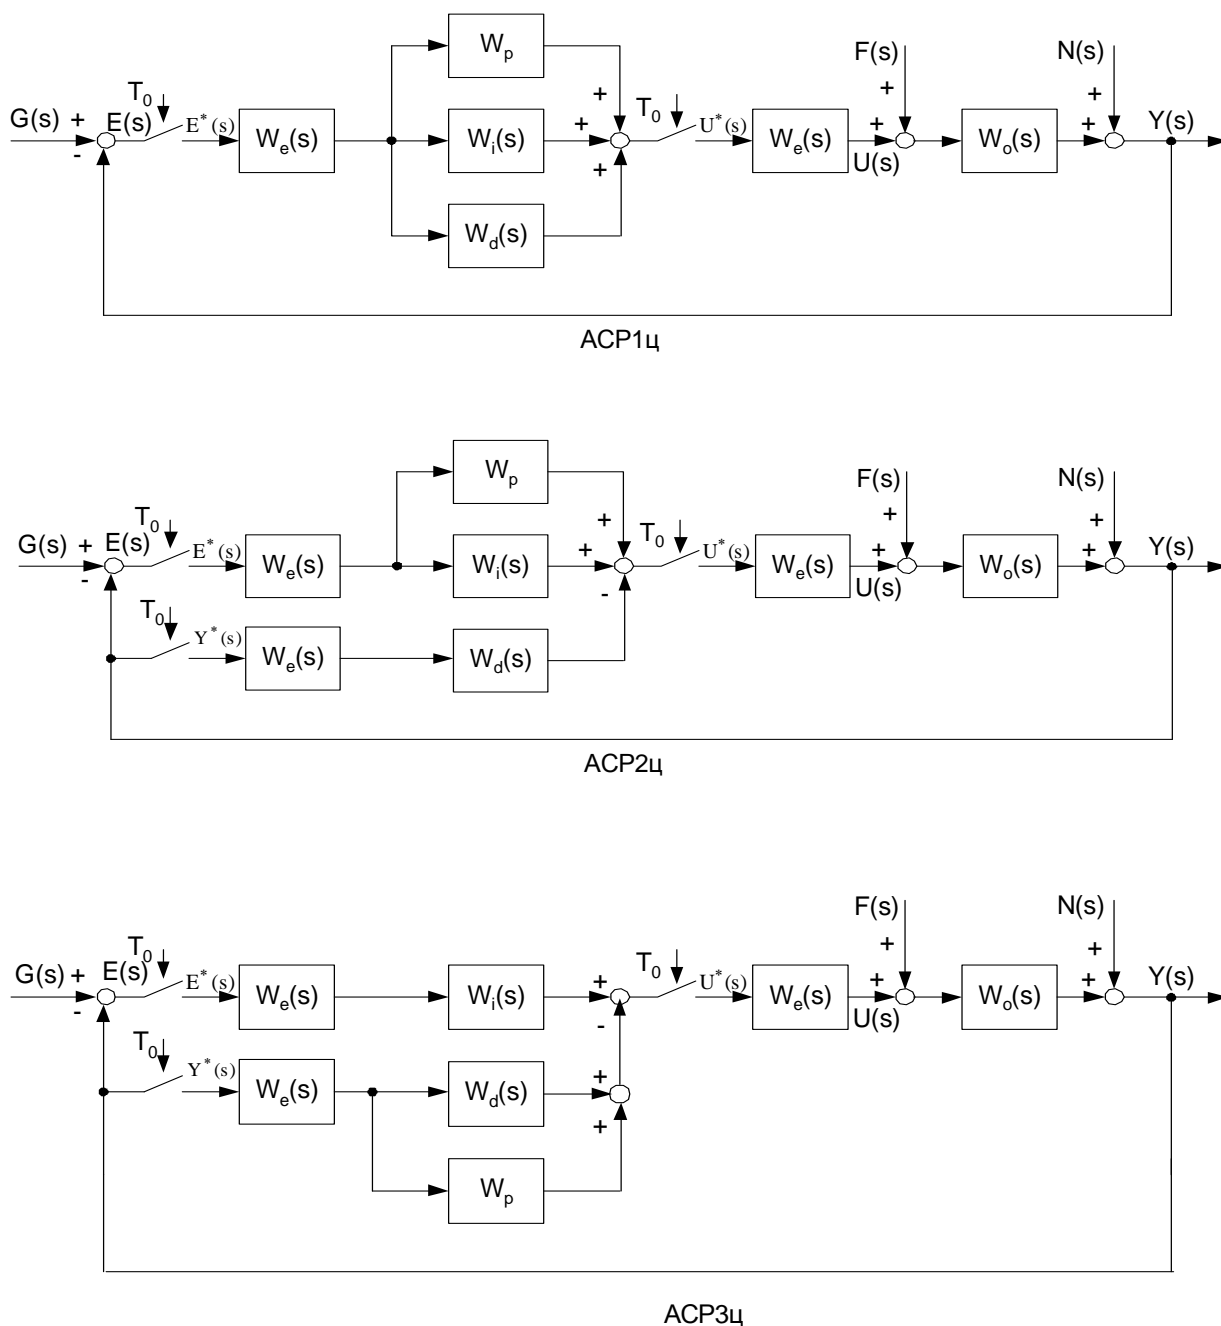 W_p
F(s)
N(s)
T_0
+
+
+
G(s)
+
E(s)
E*(s)
W_e(s)
W_i(s)
+
T_0
U*(s)
W_e(s)
+
U(s)
W_o(s)
+
Y(s)
-
+
W_d(s)
АСР1ц
W_p
F(s)
N(s)
T_0
+
+
+
G(s)
+
E(s)
E*(s)
W_e(s)
W_i(s)
+
T_0
U*(s)
W_e(s)
+
U(s)
W_o(s)
+
Y(s)
-
-
T_0
Y*(s)
W_e(s)
W_d(s)
АСР2ц
F(s)
N(s)
T_0
+
+
G(s)
+
E(s)
E*(s)
W_e(s)
W_i(s)
+
T_0
U*(s)
W_e(s)
+
U(s)
W_o(s)
+
Y(s)
-
-
T_0
Y*(s)
W_e(s)
W_d(s)
+
+
W_p
АСР3ц